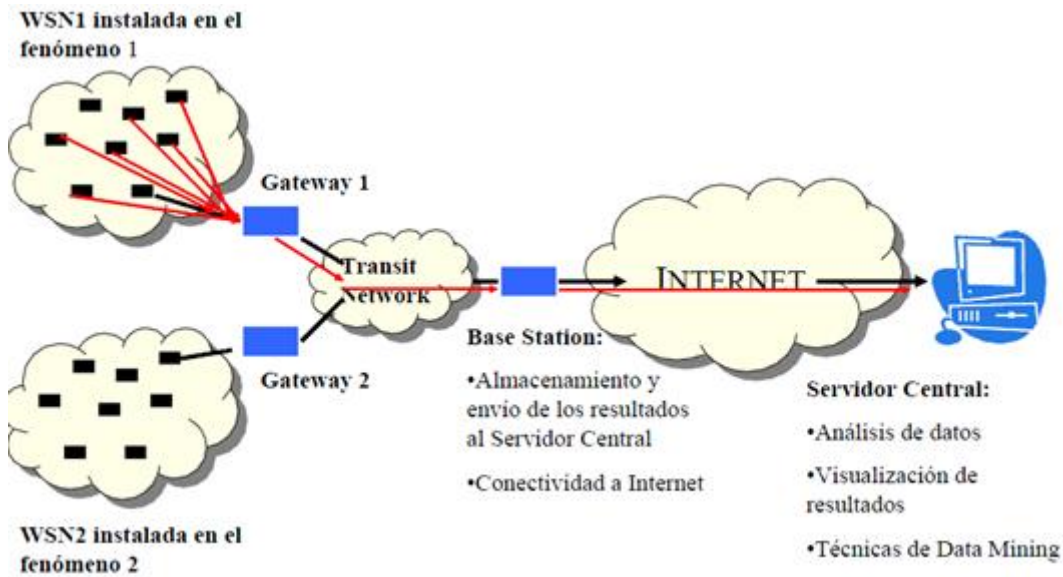 WSN1 instalada en el
fenómeno 1
Gateway 1
Transit
Network
INTERNET
Gateway 2
Base Station:
•Almacenamiento y
envío de los resultados
al Servidor Central
•Conectividad a Internet
Servidor Central:
•Análisis de datos
•Visualización de
resultados
•Técnicas de Data Mining
WSN2 instalada en el
fenómeno 2